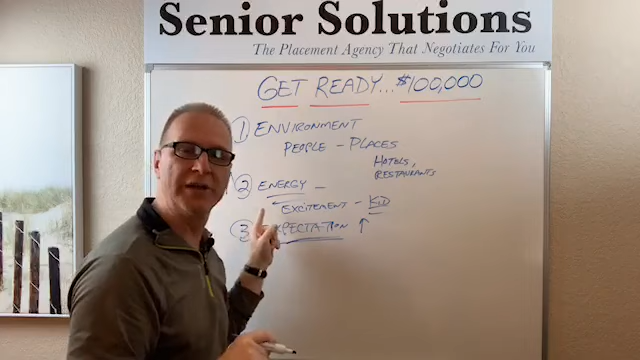 Senior Solutions
The Placement Agency That Negotiates For You
GET READY... $100,000
1 ENVIRONMENT
PEOPLE - PLACES
HOTELS,
RESTAURANTS
2 ENERGY -
EXCITEMENT - KID
3 EXPECTATION ↑